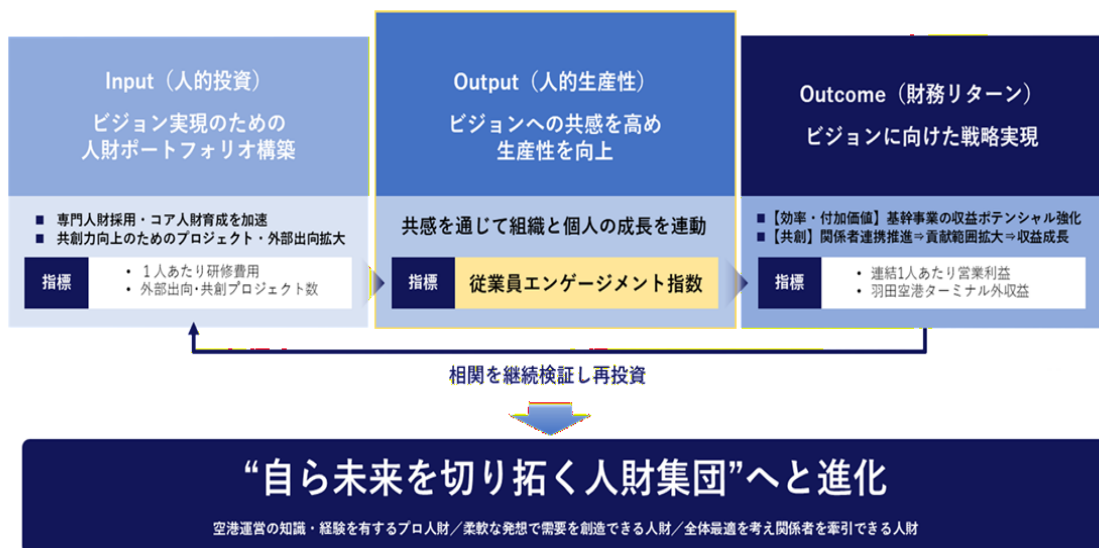 Input（人的投資）
ビジョン実現のための
人財ポートフォリオ構築
■ 専門人財採用・コア人財育成を加速
■ 共創力向上のためのプロジェクト・外部出向拡大
指標
• １人あたり研修費用
• 外部出向・共創プロジェクト数
Output（人的生産性）
ビジョンへの共感を高め
生産性を向上
共感を通じて組織と個人の成長を連動
指標
従業員エンゲージメント指数
Outcome（財務リターン）
ビジョンに向けた戦略実現
■【効率・付加価値】基幹事業の収益ポテンシャル強化
■【共創】関係者連携推進⇒貢献範囲拡大⇒収益成長
指標
• 連結1人あたり営業利益
• 羽田空港ターミナル外収益
相関を継続検証し再投資
“自ら未来を切り拓く人財集団”へと進化
空港運営の知識・経験を有するプロ人財／柔軟な発想で需要を創造できる人財／全体最適を考え関係者を牽引できる人財